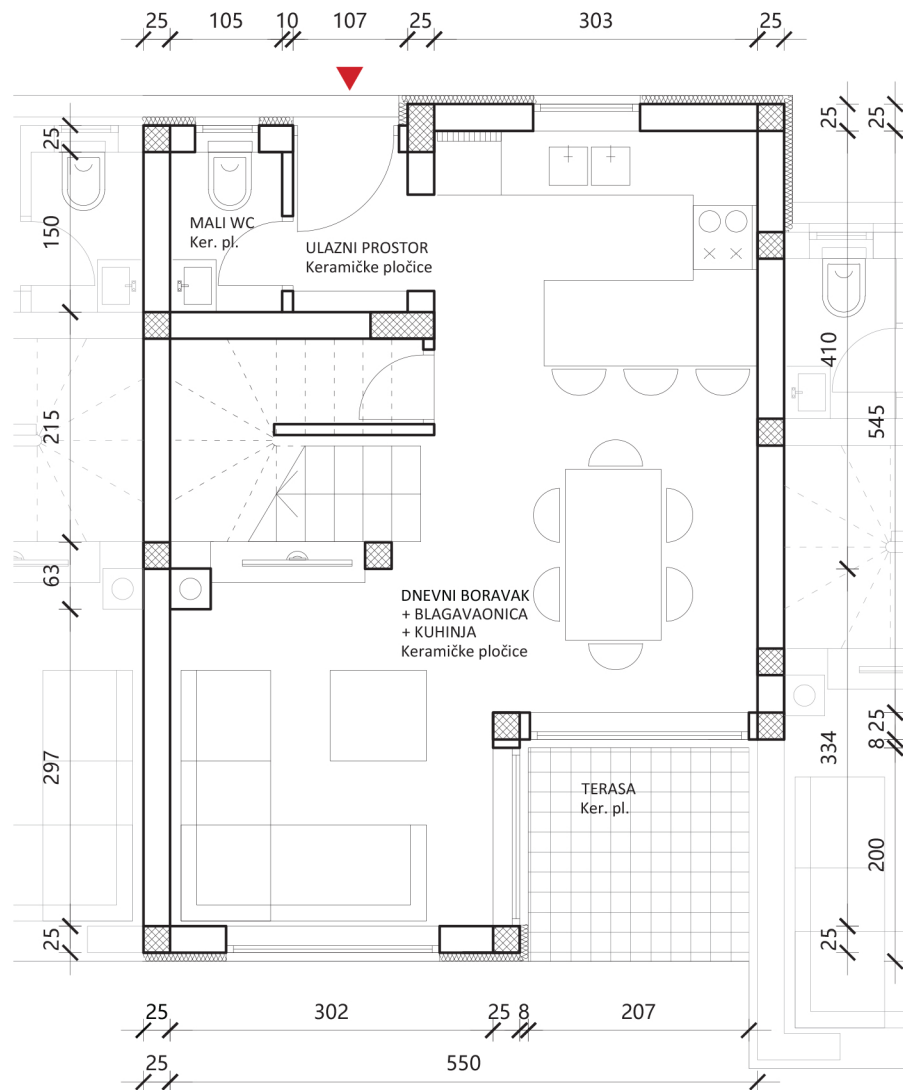 25 105 10 107 25 303 25
25
150
215
63
297
25
MALI WC
Ker. pl.
ULAZNI PROSTOR
Keramičke pločice
DNEVNI BORAVAK
+ BLAGAVAONICA
+ KUHINJA
Keramičke pločice
TERASA
Ker. pl.
25 25
410
545
25
8
334
200
25
25 302 25 8 207
25 550